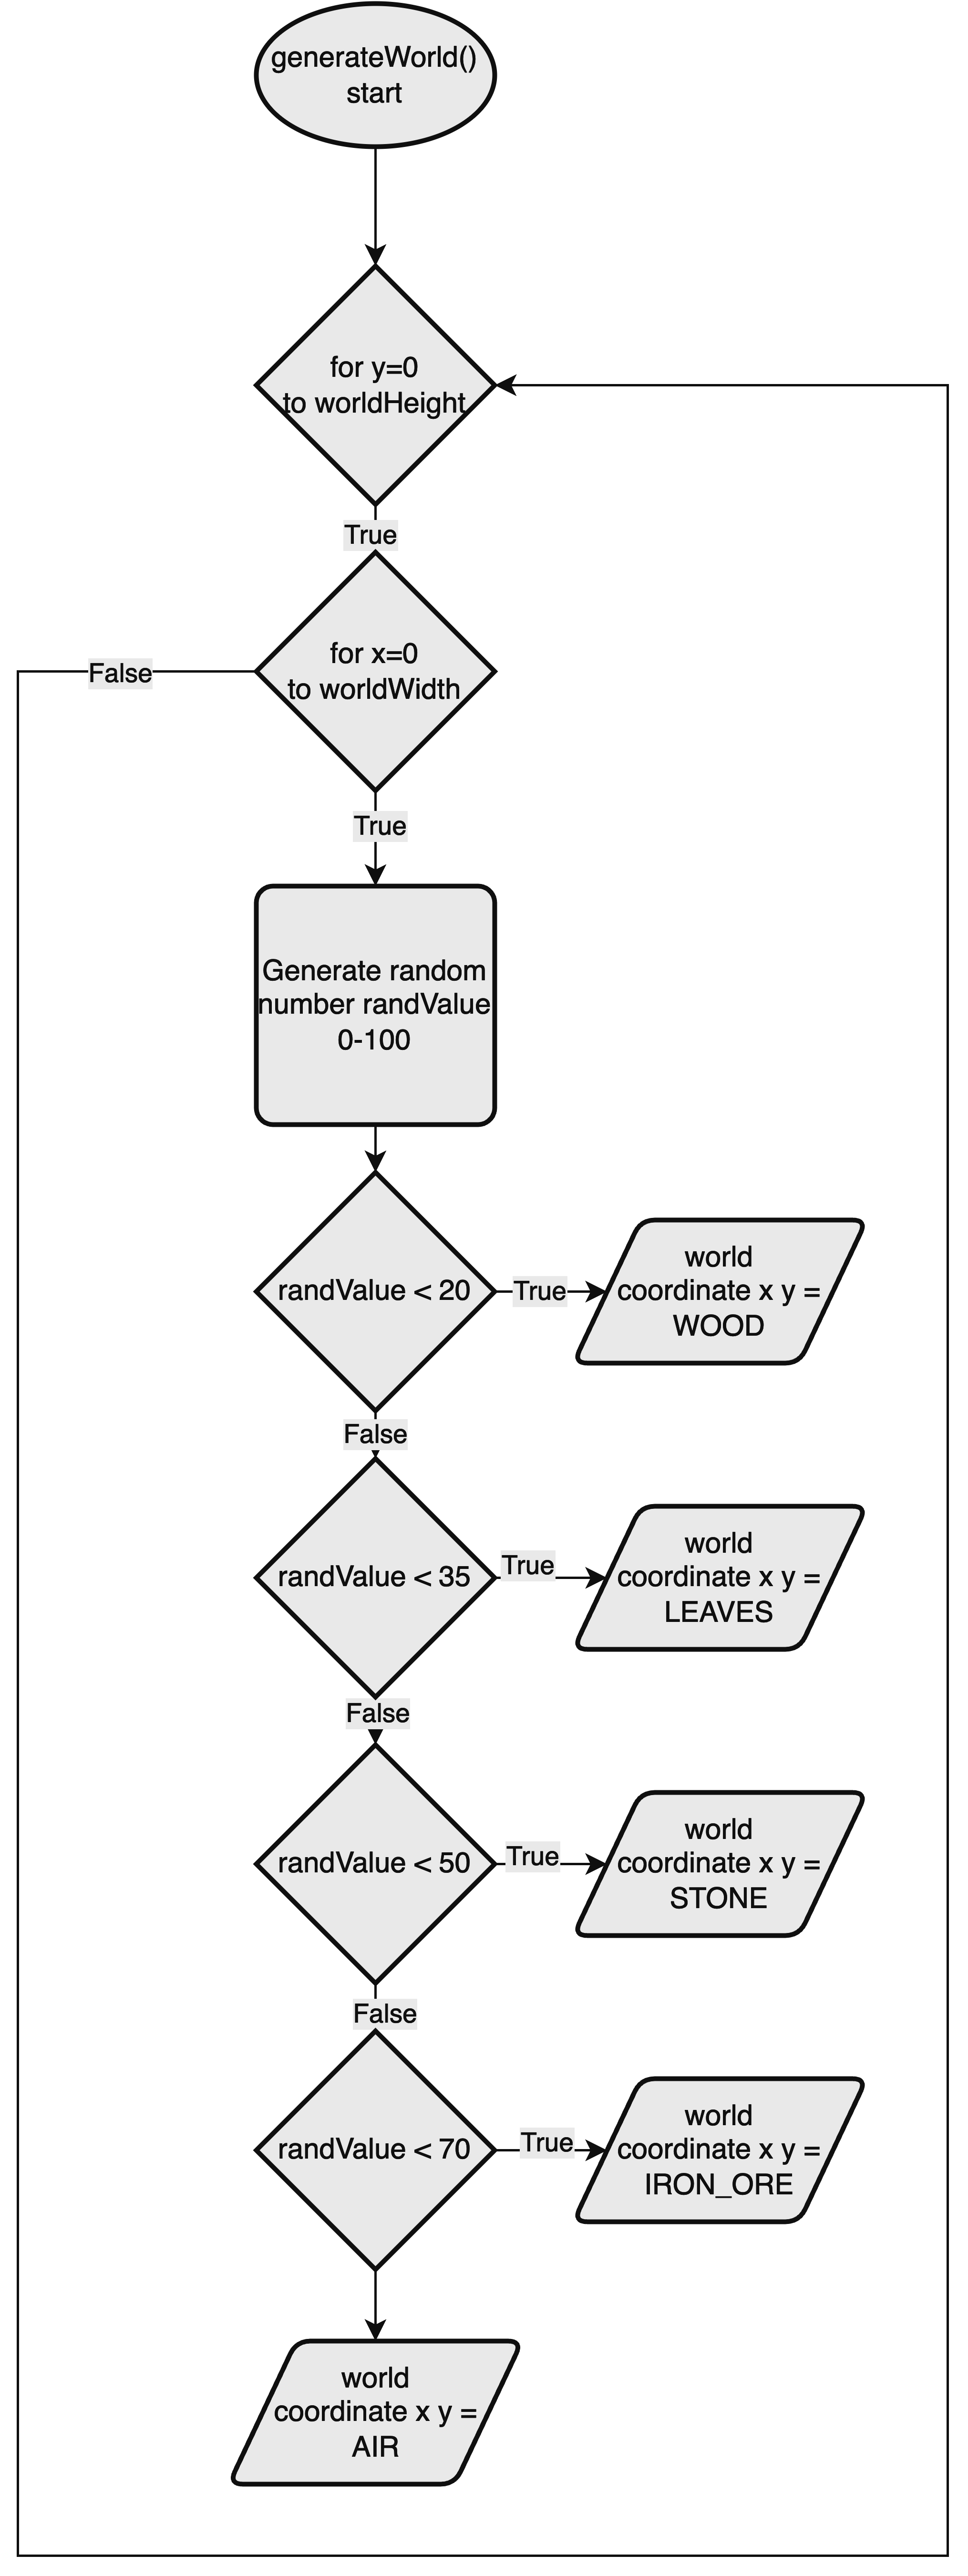 generateWorld()
start
for y=0
to worldHeight
True
for x=0
to worldWidth
False
True
Generate random
number randValue
0-100
randValue < 20
True
world
coordinate x y =
WOOD
False
randValue < 35
True
world
coordinate x y =
LEAVES
False
randValue < 50
True
world
coordinate x y =
STONE
False
randValue < 70
True
world
coordinate x y =
IRON_ORE
world
coordinate x y =
AIR